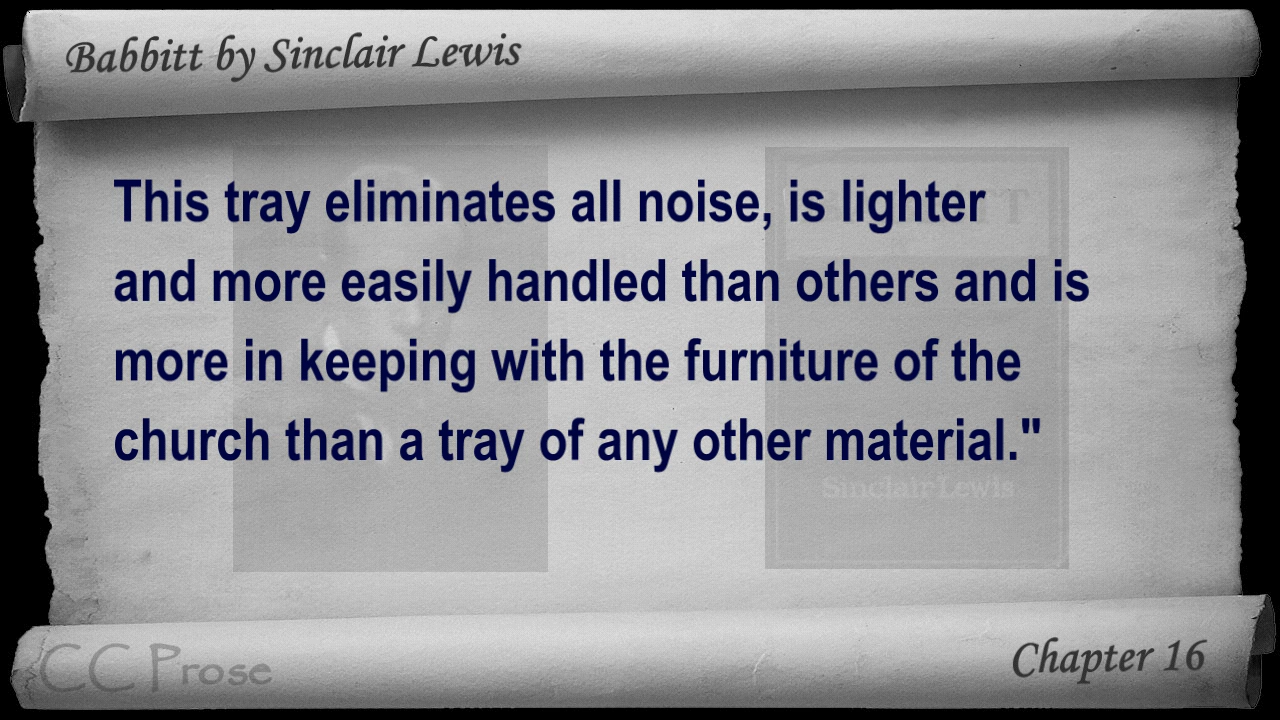 Babbitt by Sinclair Lewis
This tray eliminates all noise, is lighter
and more easily handled than others and is
more in keeping with the furniture of the
church than a tray of any other material."
Sinclair Lewis
CC Prose
Chapter 16